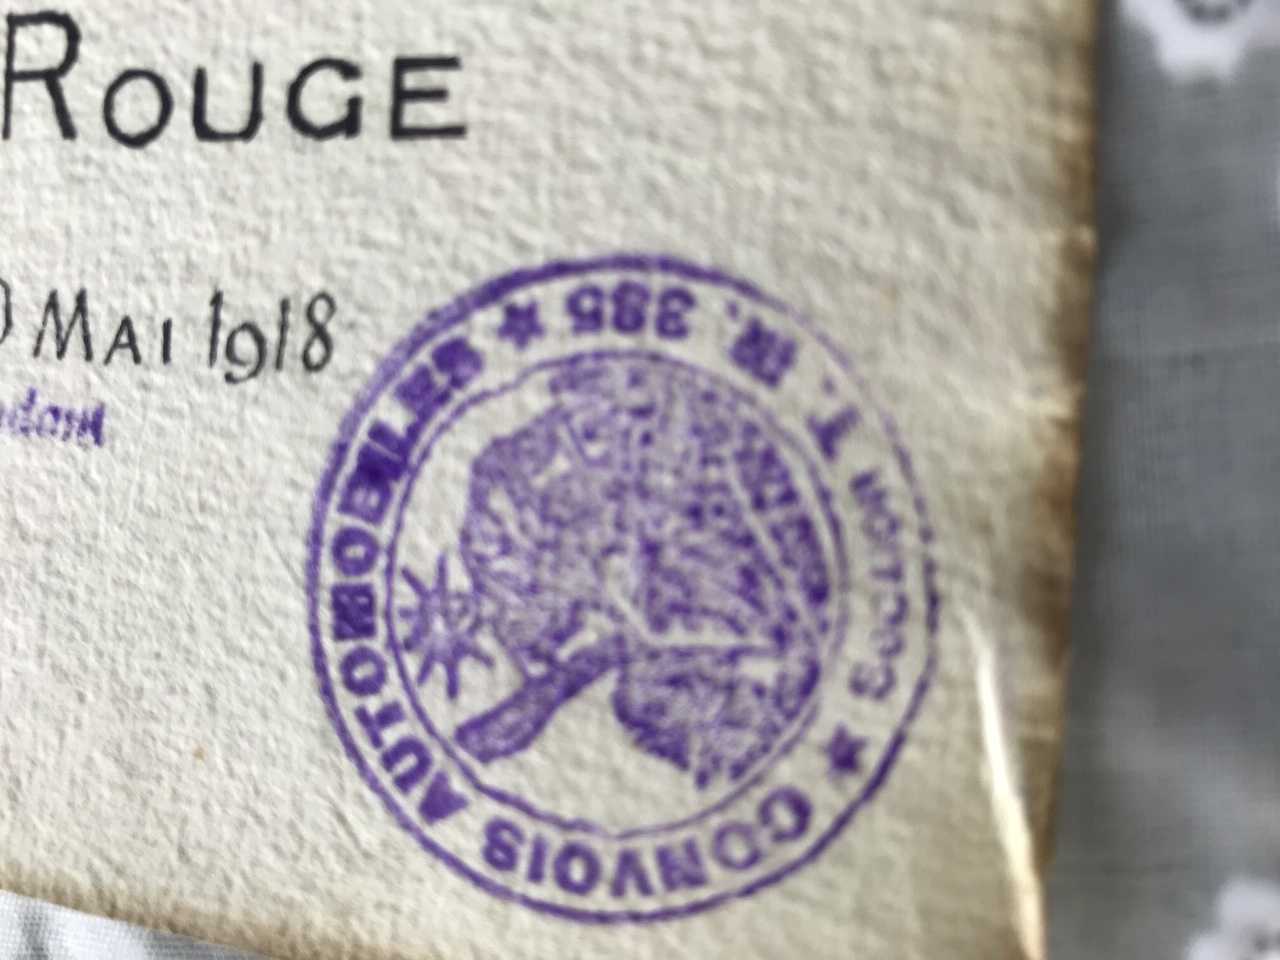 ROUGE
MAI 1918
CONVOIS AUTOMOBILES ★
SECTION T. M. 385 ★